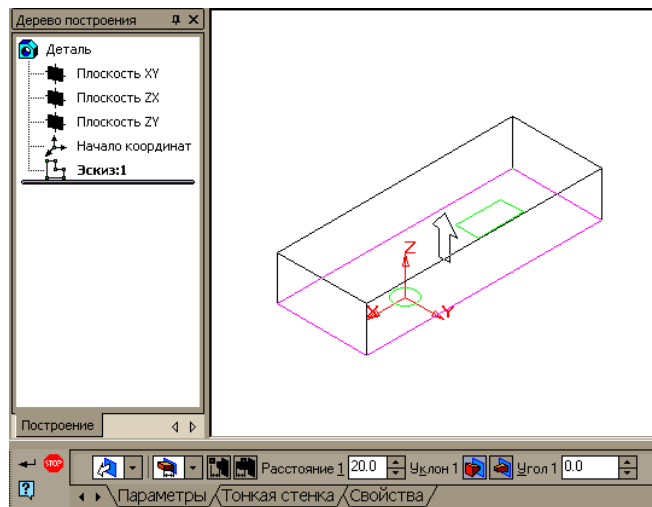 Дерево построения
Деталь
Плоскость XY
Плоскость ZX
Плоскость ZY
Начало координат
Эскиз:1
Z
X
Y
Построение
STOP
Расстояние 1 20.0 Уклон 1 Угол 1 0.0
Параметры Тонкая стенка Свойства